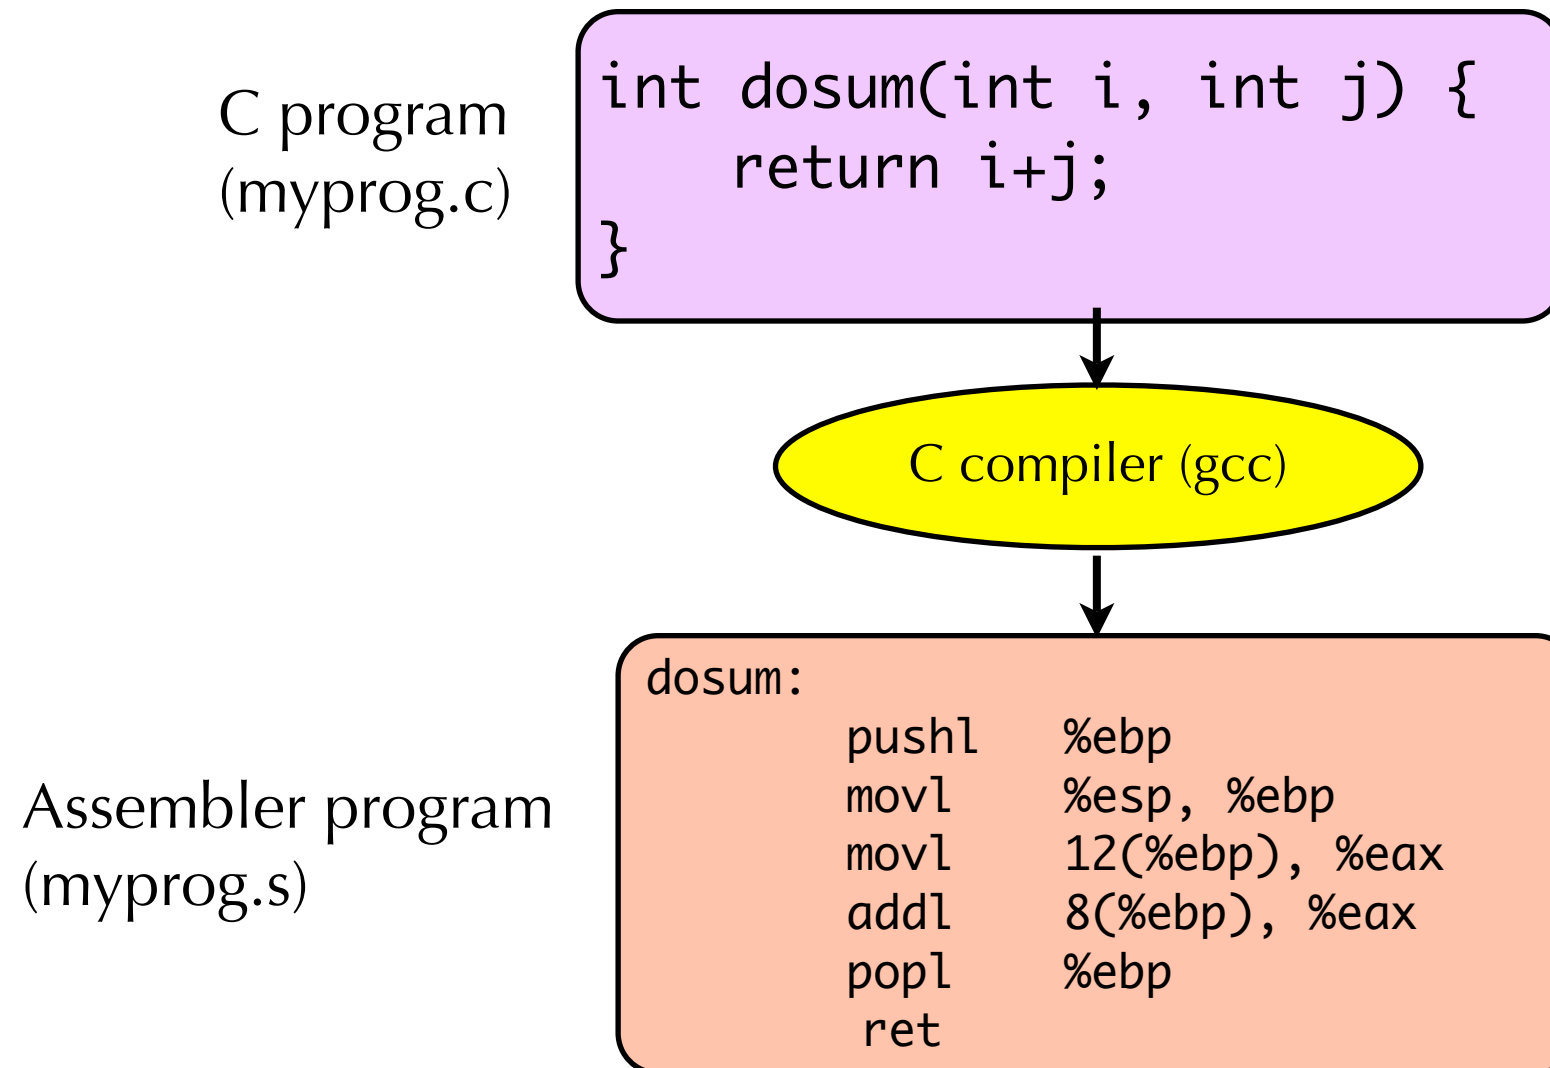 C program
(myprog.c)
int dosum(int i, int j) {
    return i+j;
}
C compiler (gcc)
Assembler program
(myprog.s)
dosum:
        pushl   %ebp
        movl    %esp, %ebp
        movl    12(%ebp), %eax
        addl    8(%ebp), %eax
        popl    %ebp
        ret